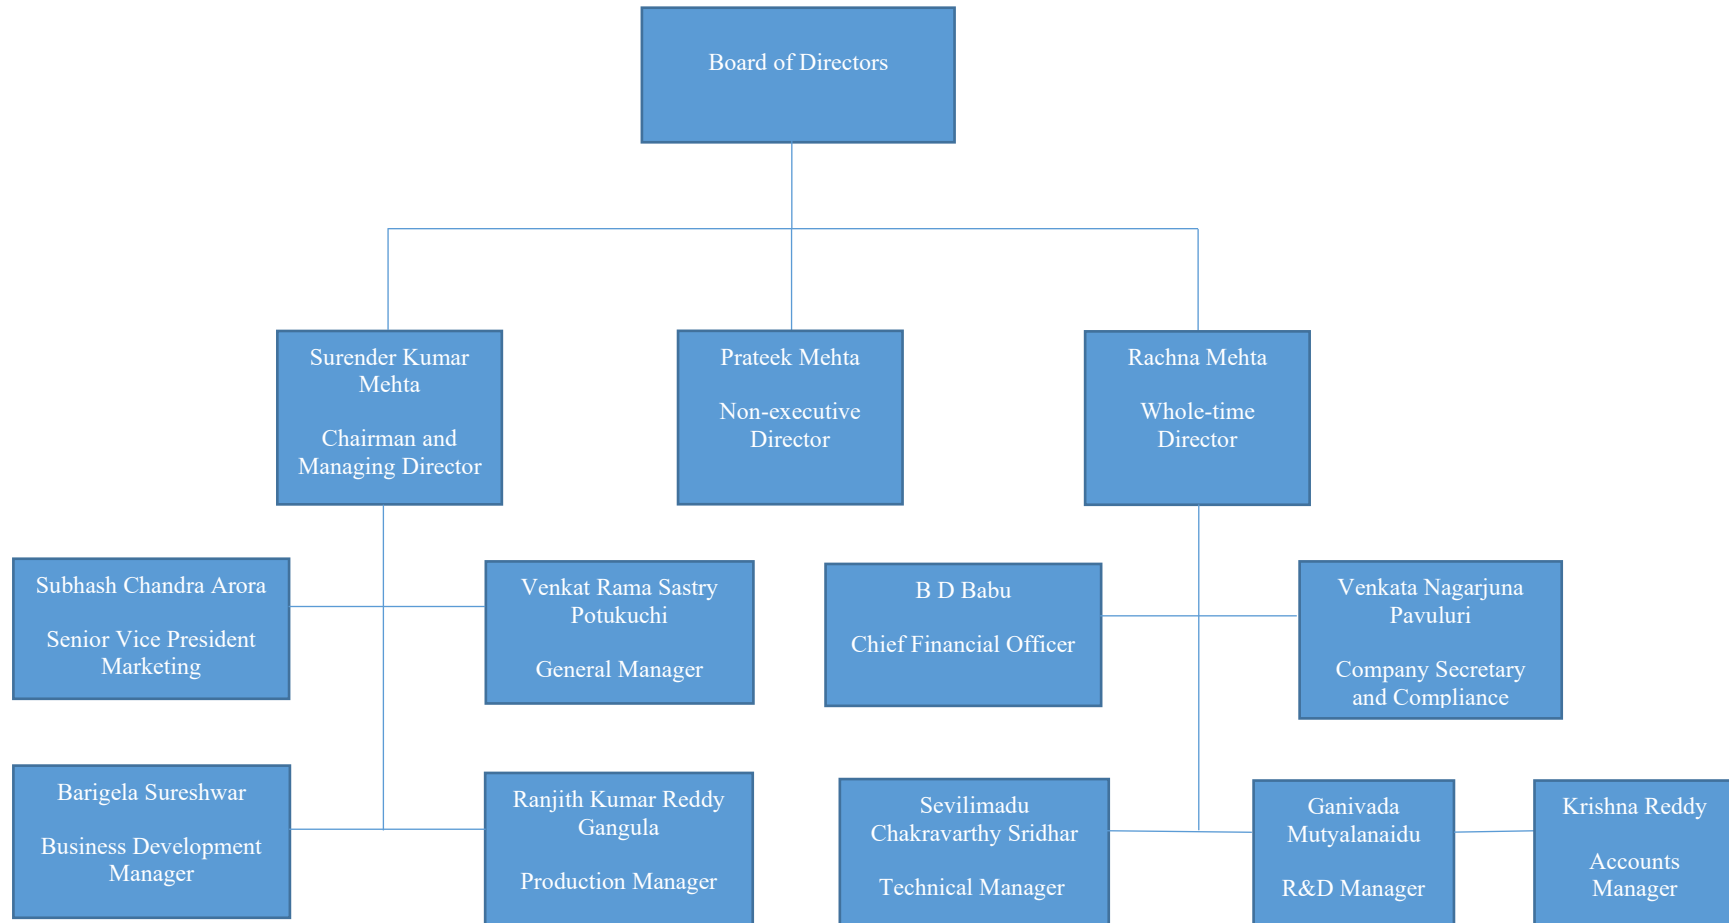 Board of Directors
Surender Kumar
Mehta
Chairman and
Managing Director
Prateek Mehta
Non-executive
Director
Rachna Mehta
Whole-time
Director
Subhash Chandra Arora
Senior Vice President
Marketing
Venkat Rama Sastry
Potukuchi
General Manager
B D Babu
Chief Financial Officer
Venkata Nagarjuna
Pavuluri
Company Secretary
and Compliance
Barigela Sureshwar
Business Development
Manager
Ranjith Kumar Reddy
Gangula
Production Manager
Sevilimadu
Chakravarthy Sridhar
Technical Manager
Ganivada
Mutyalanaidu
R&D Manager
Krishna Reddy
Accounts
Manager